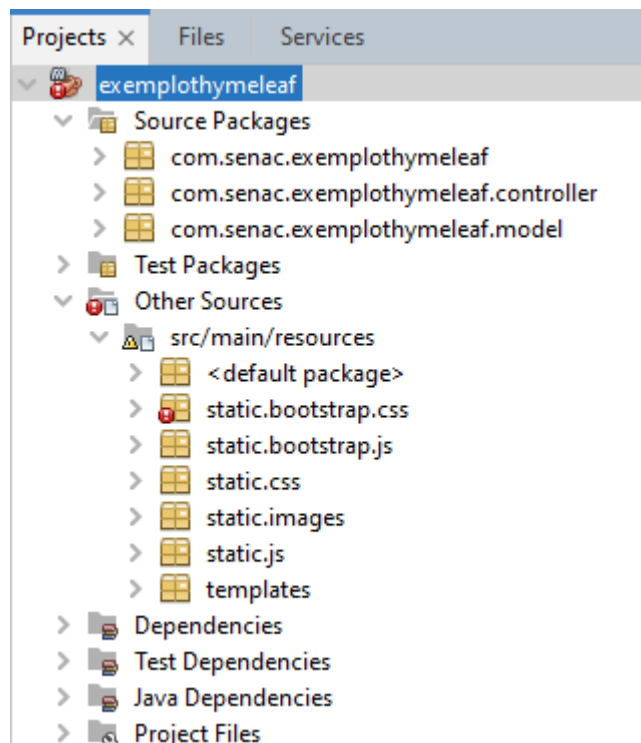 Projects × Files Services
exemplothymeleaf
Source Packages
com.senac.exemplothymeleaf
com.senac.exemplothymeleaf.controller
com.senac.exemplothymeleaf.model
Test Packages
Other Sources
src/main/resources
<default package>
static.bootstrap.css
static.bootstrap.js
static.css
static.images
static.js
templates
Dependencies
Test Dependencies
Java Dependencies
Project Files